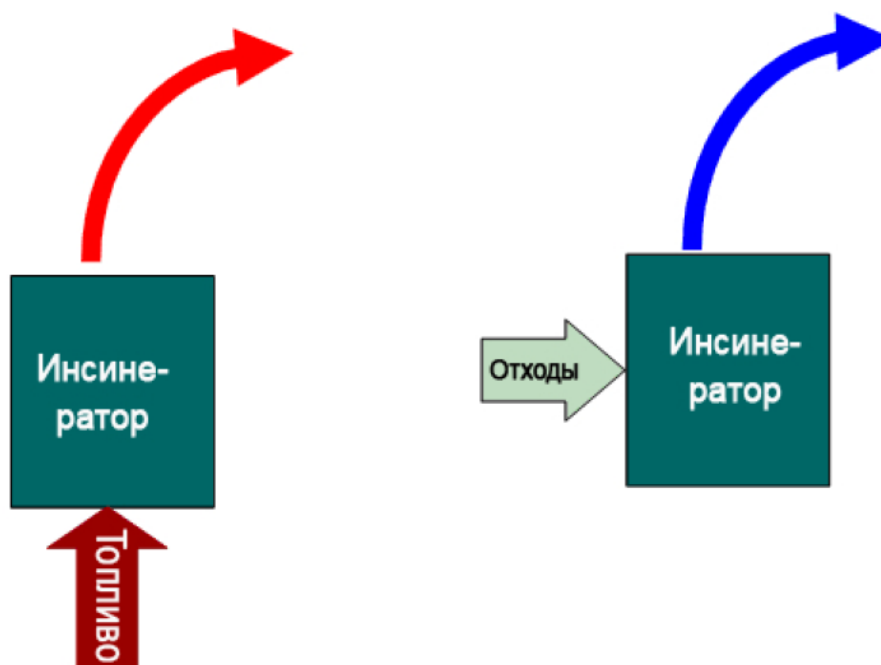 Инсине-
ратор
Топливо
Отходы
Инсине-
ратор